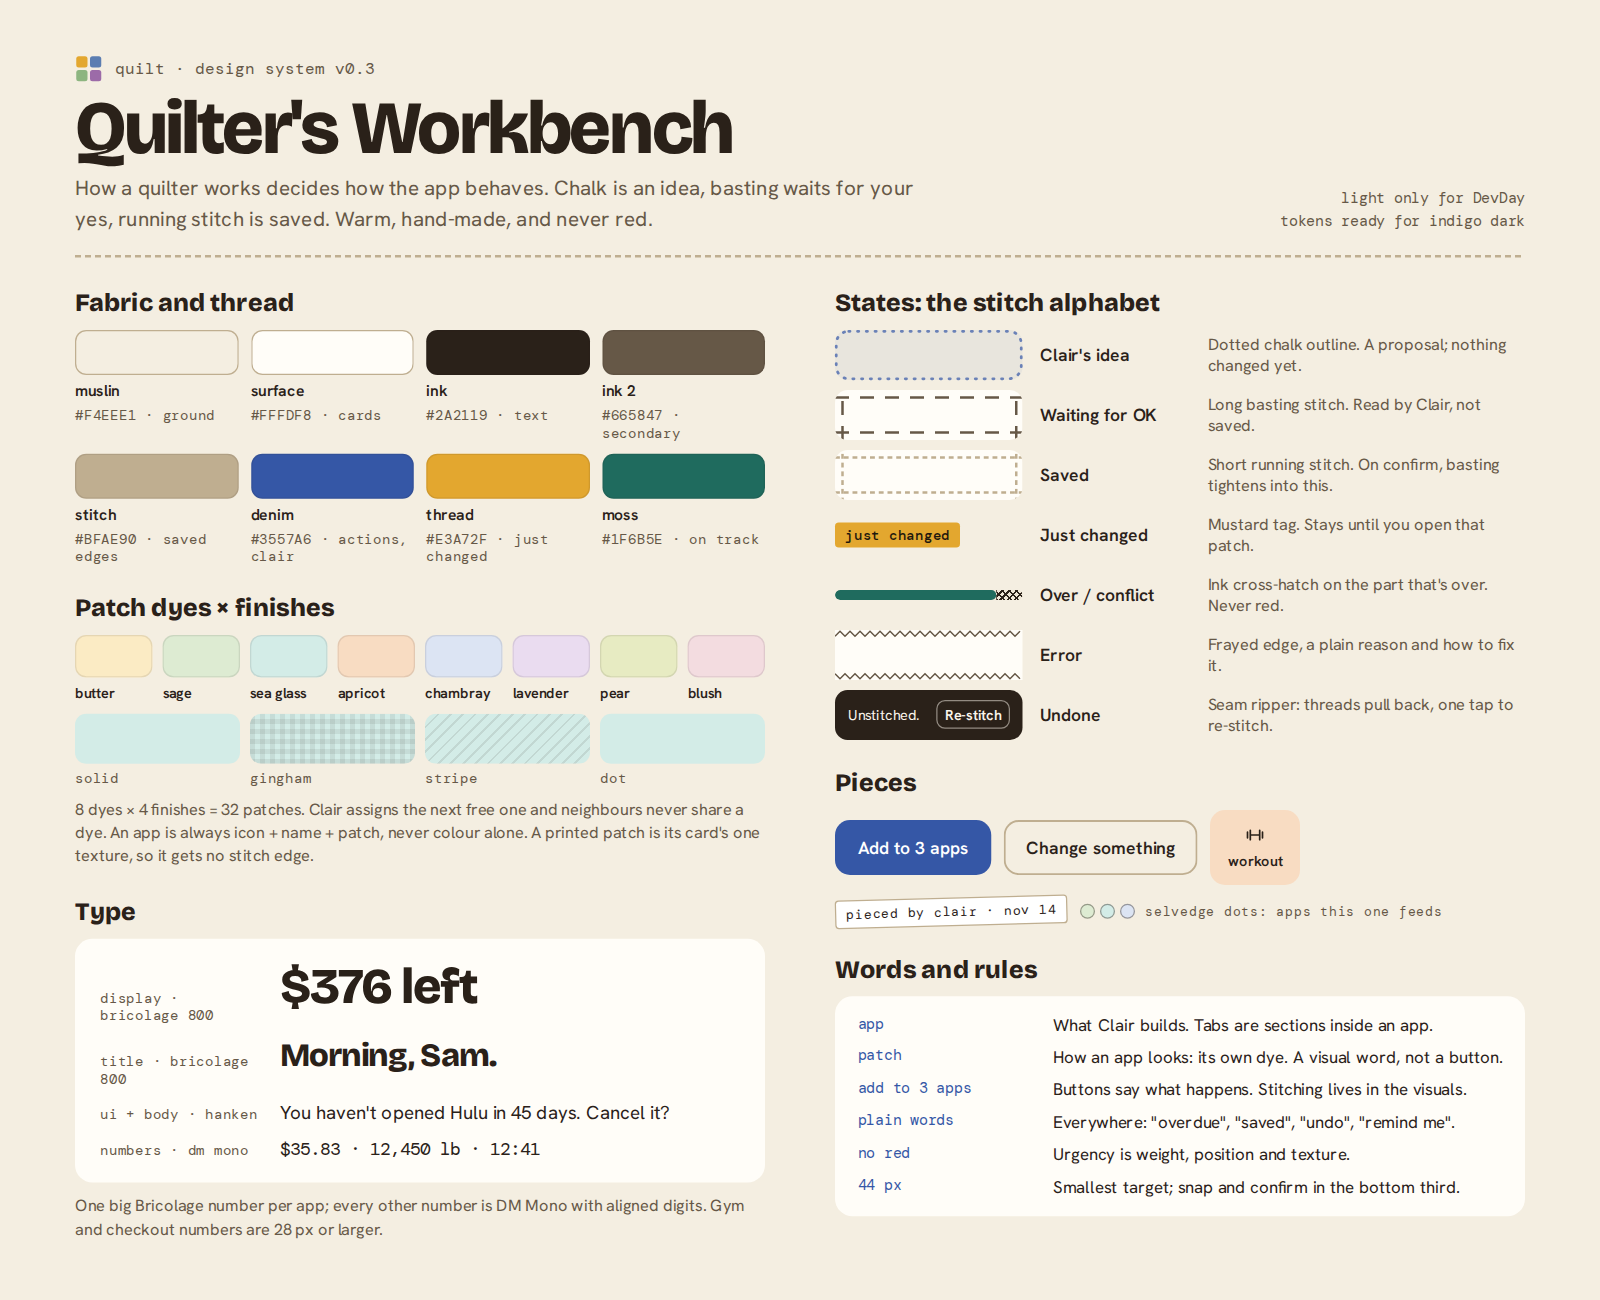 quilt · design system v0.3
Quilter's Workbench
How a quilter works decides how the app behaves. Chalk is an idea, basting waits for your
yes, running stitch is saved. Warm, hand-made, and never red.
light only for DevDay
tokens ready for indigo dark
Fabric and thread
muslin
#F4EEE1 · ground
surface
#FFFDF8 · cards
ink
#2A2119 · text
ink 2
#665847 ·
secondary
stitch
#BFAE90 · saved
edges
denim
#3557A6 · actions,
clair
thread
#E3A72F · just
changed
moss
#1F6B5E · on track
Patch dyes × finishes
butter
sage
sea glass
apricot
chambray
lavender
pear
blush
solid
gingham
stripe
dot
8 dyes × 4 finishes = 32 patches. Clair assigns the next free one and neighbours never share a
dye. An app is always icon + name + patch, never colour alone. A printed patch is its card's one
texture, so it gets no stitch edge.
Type
display ·
bricolage 800
$376 left
title · bricolage
800
Morning, Sam.
ui + body · hanken
You haven't opened Hulu in 45 days. Cancel it?
numbers · dm mono
$35.83 · 12,450 lb · 12:41
One big Bricolage number per app; every other number is DM Mono with aligned digits. Gym
and checkout numbers are 28 px or larger.
States: the stitch alphabet
Clair's idea
Dotted chalk outline. A proposal; nothing
changed yet.
Waiting for OK
Long basting stitch. Read by Clair, not
saved.
Saved
Short running stitch. On confirm, basting
tightens into this.
just changed
Just changed
Mustard tag. Stays until you open that
patch.
Over / conflict
Ink cross-hatch on the part that's over.
Never red.
Error
Frayed edge, a plain reason and how to fix
it.
Unstitched.
Re-stitch
Undone
Seam ripper: threads pull back, one tap to
re-stitch.
Pieces
Add to 3 apps
Change something
workout
pieced by clair · nov 14
selvedge dots: apps this one feeds
Words and rules
app
What Clair builds. Tabs are sections inside an app.
patch
How an app looks: its own dye. A visual word, not a button.
add to 3 apps
Buttons say what happens. Stitching lives in the visuals.
plain words
Everywhere: "overdue", "saved", "undo", "remind me".
no red
Urgency is weight, position and texture.
44 px
Smallest target; snap and confirm in the bottom third.